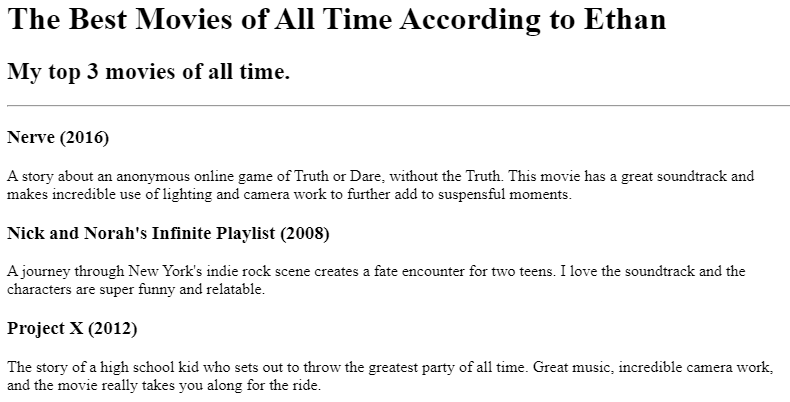 The Best Movies of All Time According to Ethan
My top 3 movies of all time.
Nerve (2016)
A story about an anonymous online game of Truth or Dare, without the Truth. This movie has a great soundtrack and
makes incredible use of lighting and camera work to further add to suspensful moments.
Nick and Norah's Infinite Playlist (2008)
A journey through New York's indie rock scene creates a fate encounter for two teens. I love the soundtrack and the
characters are super funny and relatable.
Project X (2012)
The story of a high school kid who sets out to throw the greatest party of all time. Great music, incredible camera work,
and the movie really takes you along for the ride.